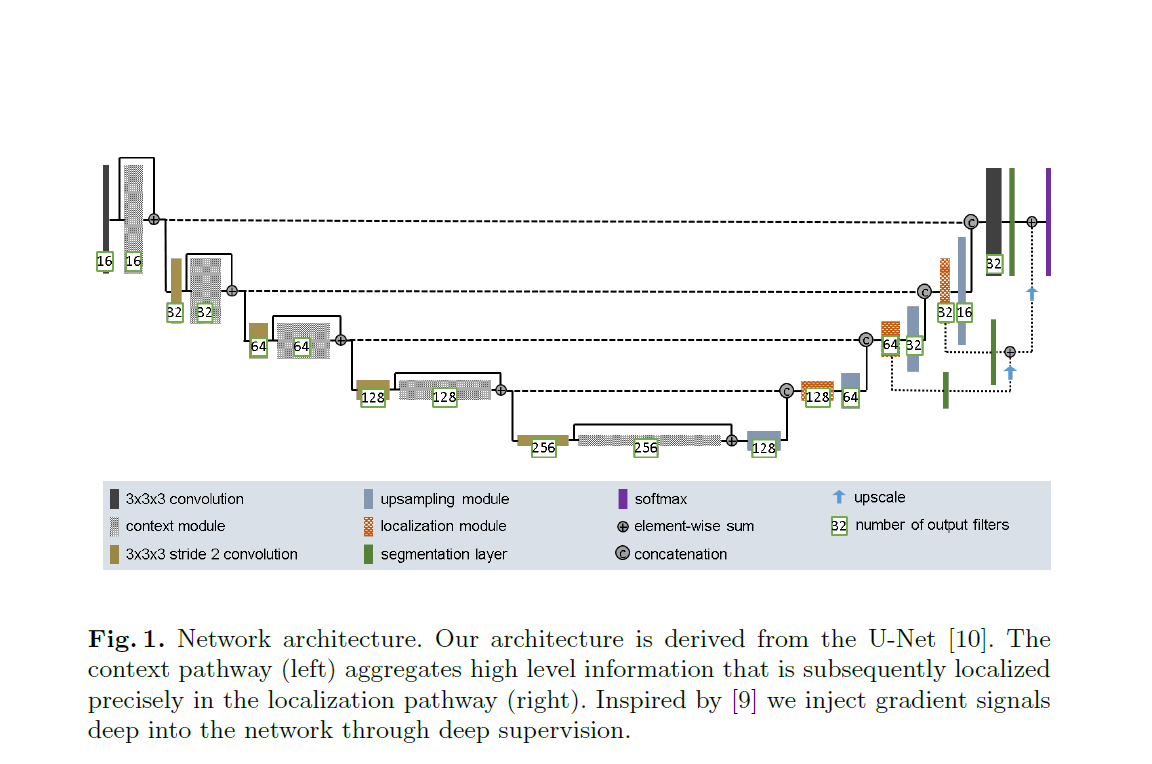 16 16
32 32
64 64
128 128
256 256 128
128 64
64 32
32 16
32
C
C
C
C
3x3x3 convolution
context module
3x3x3 stride 2 convolution
upsampling module
localization module
segmentation layer
softmax
element-wise sum
C concatenation
upscale
32 number of output filters
Fig. 1. Network architecture. Our architecture is derived from the U-Net [10]. The
context pathway (left) aggregates high level information that is subsequently localized
precisely in the localization pathway (right). Inspired by [9] we inject gradient signals
deep into the network through deep supervision.